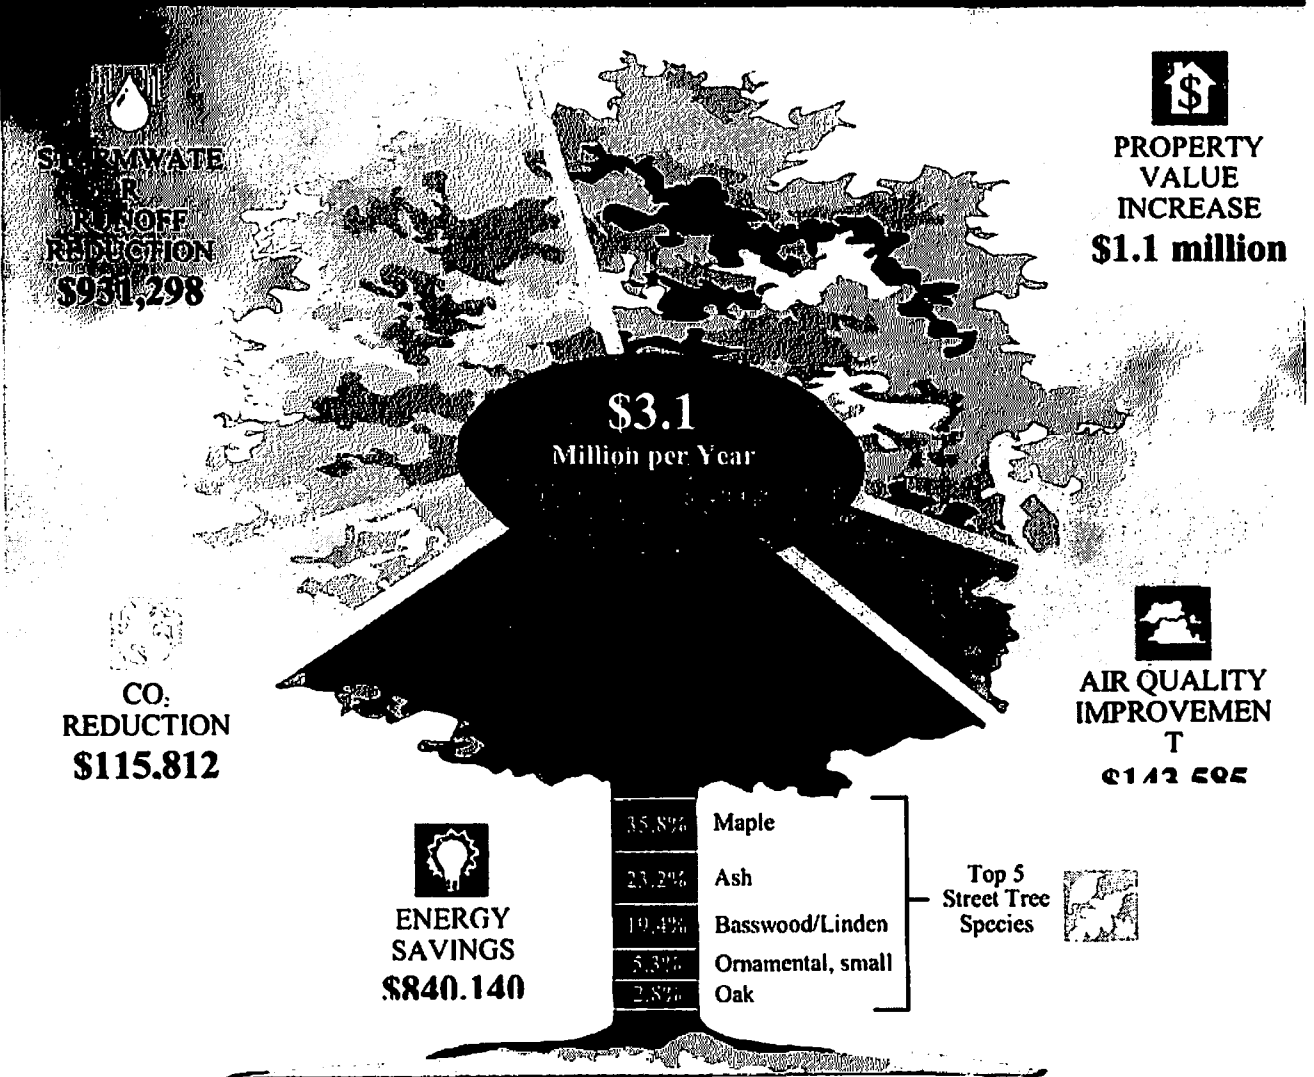 STORMWATE
R
RUNOFF
REDUCTION
$931,298
PROPERTY
VALUE
INCREASE
$1.1 million
$3.1
Million per Year
CO₂
REDUCTION
$115.812
AIR QUALITY
IMPROVEMEN
T
ENERGY
SAVINGS
$840.140
35.8% Maple
23.2% Ash
19.4% Basswood/Linden
5.3% Ornamental, small
2.8% Oak
Top 5
Street Tree
Species